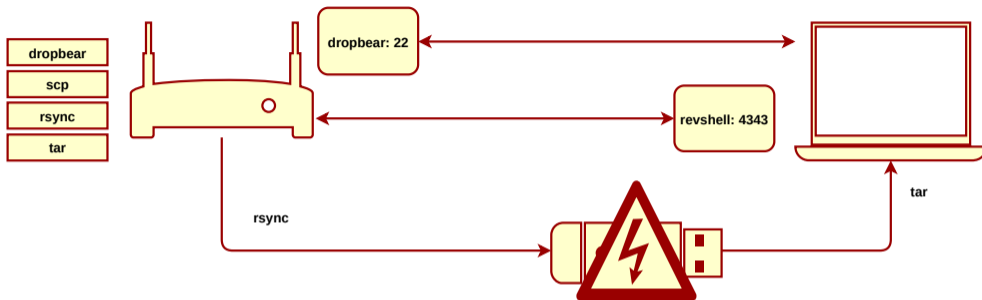 dropbear
scp
rsync
tar
dropbear: 22
revshell: 4343
rsync
tar